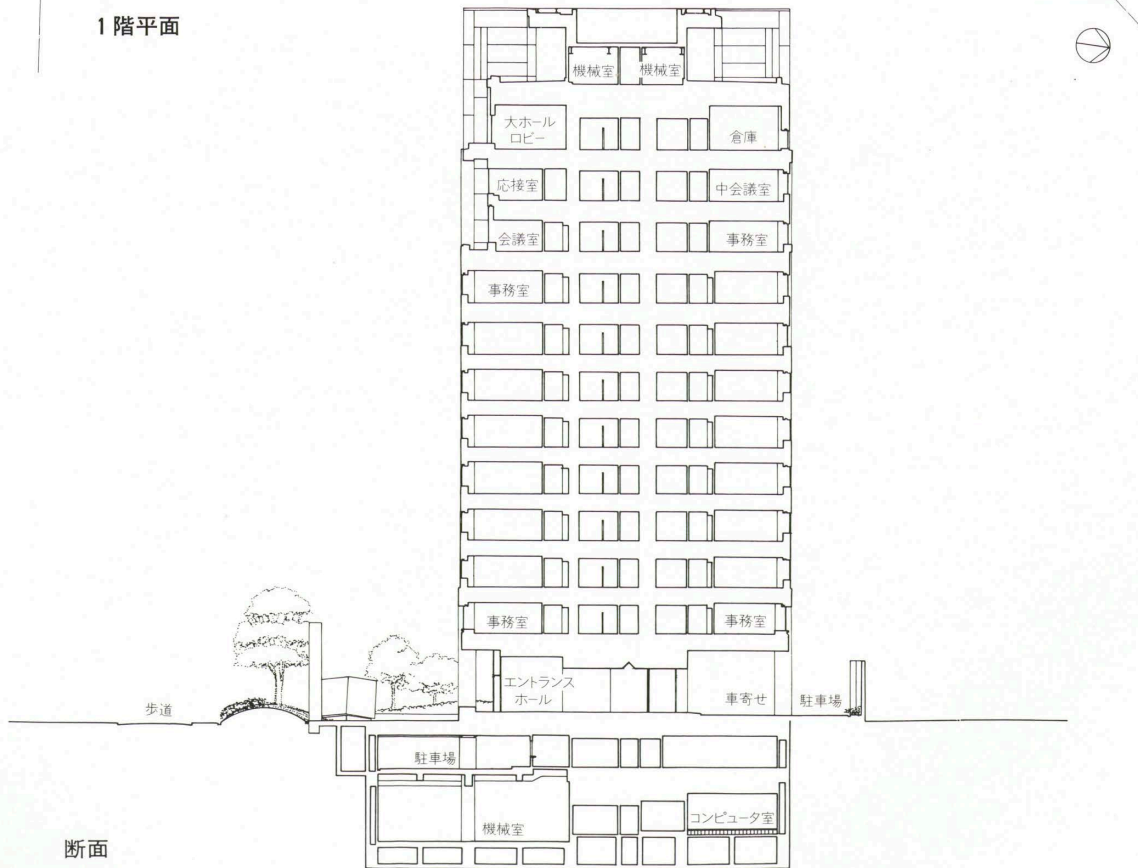 1階平面
機械室
機械室
大ホール
ロビー
倉庫
応接室
中会議室
会議室
事務室
事務室
事務室
事務室
エントランス
ホール
車寄せ
駐車場
歩道
駐車場
機械室
コンピュータ室
断面